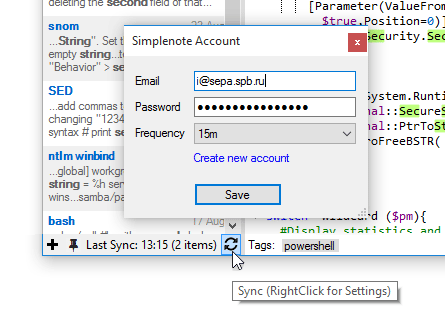 deleting the second field of that...
snom
22 Aug
...String". Set t
empty string to
"Behavior" > sec
SED
...add commas t
changing "1234
syntax # print se
ntlm winbind
...global] workgr
string = %h serv
wins...samba/pa
bash
17 Aug
[Parameter(ValueFrom
$true.Position=0)]
Security.Se
System.Runti
nal::SecureS
nal::PtrToSt
roFreeBSTR(
switch -wildcard ($pm){
#Display statistics and
Simplenote Account
x
Email
i@sepa.spb.ru
Password
●●●●●●●●●●●●●●●●
Frequency
15m
Create new account
Save
Last Sync: 13:15 (2 items)
Tags:
powershell
Sync (RightClick for Settings)